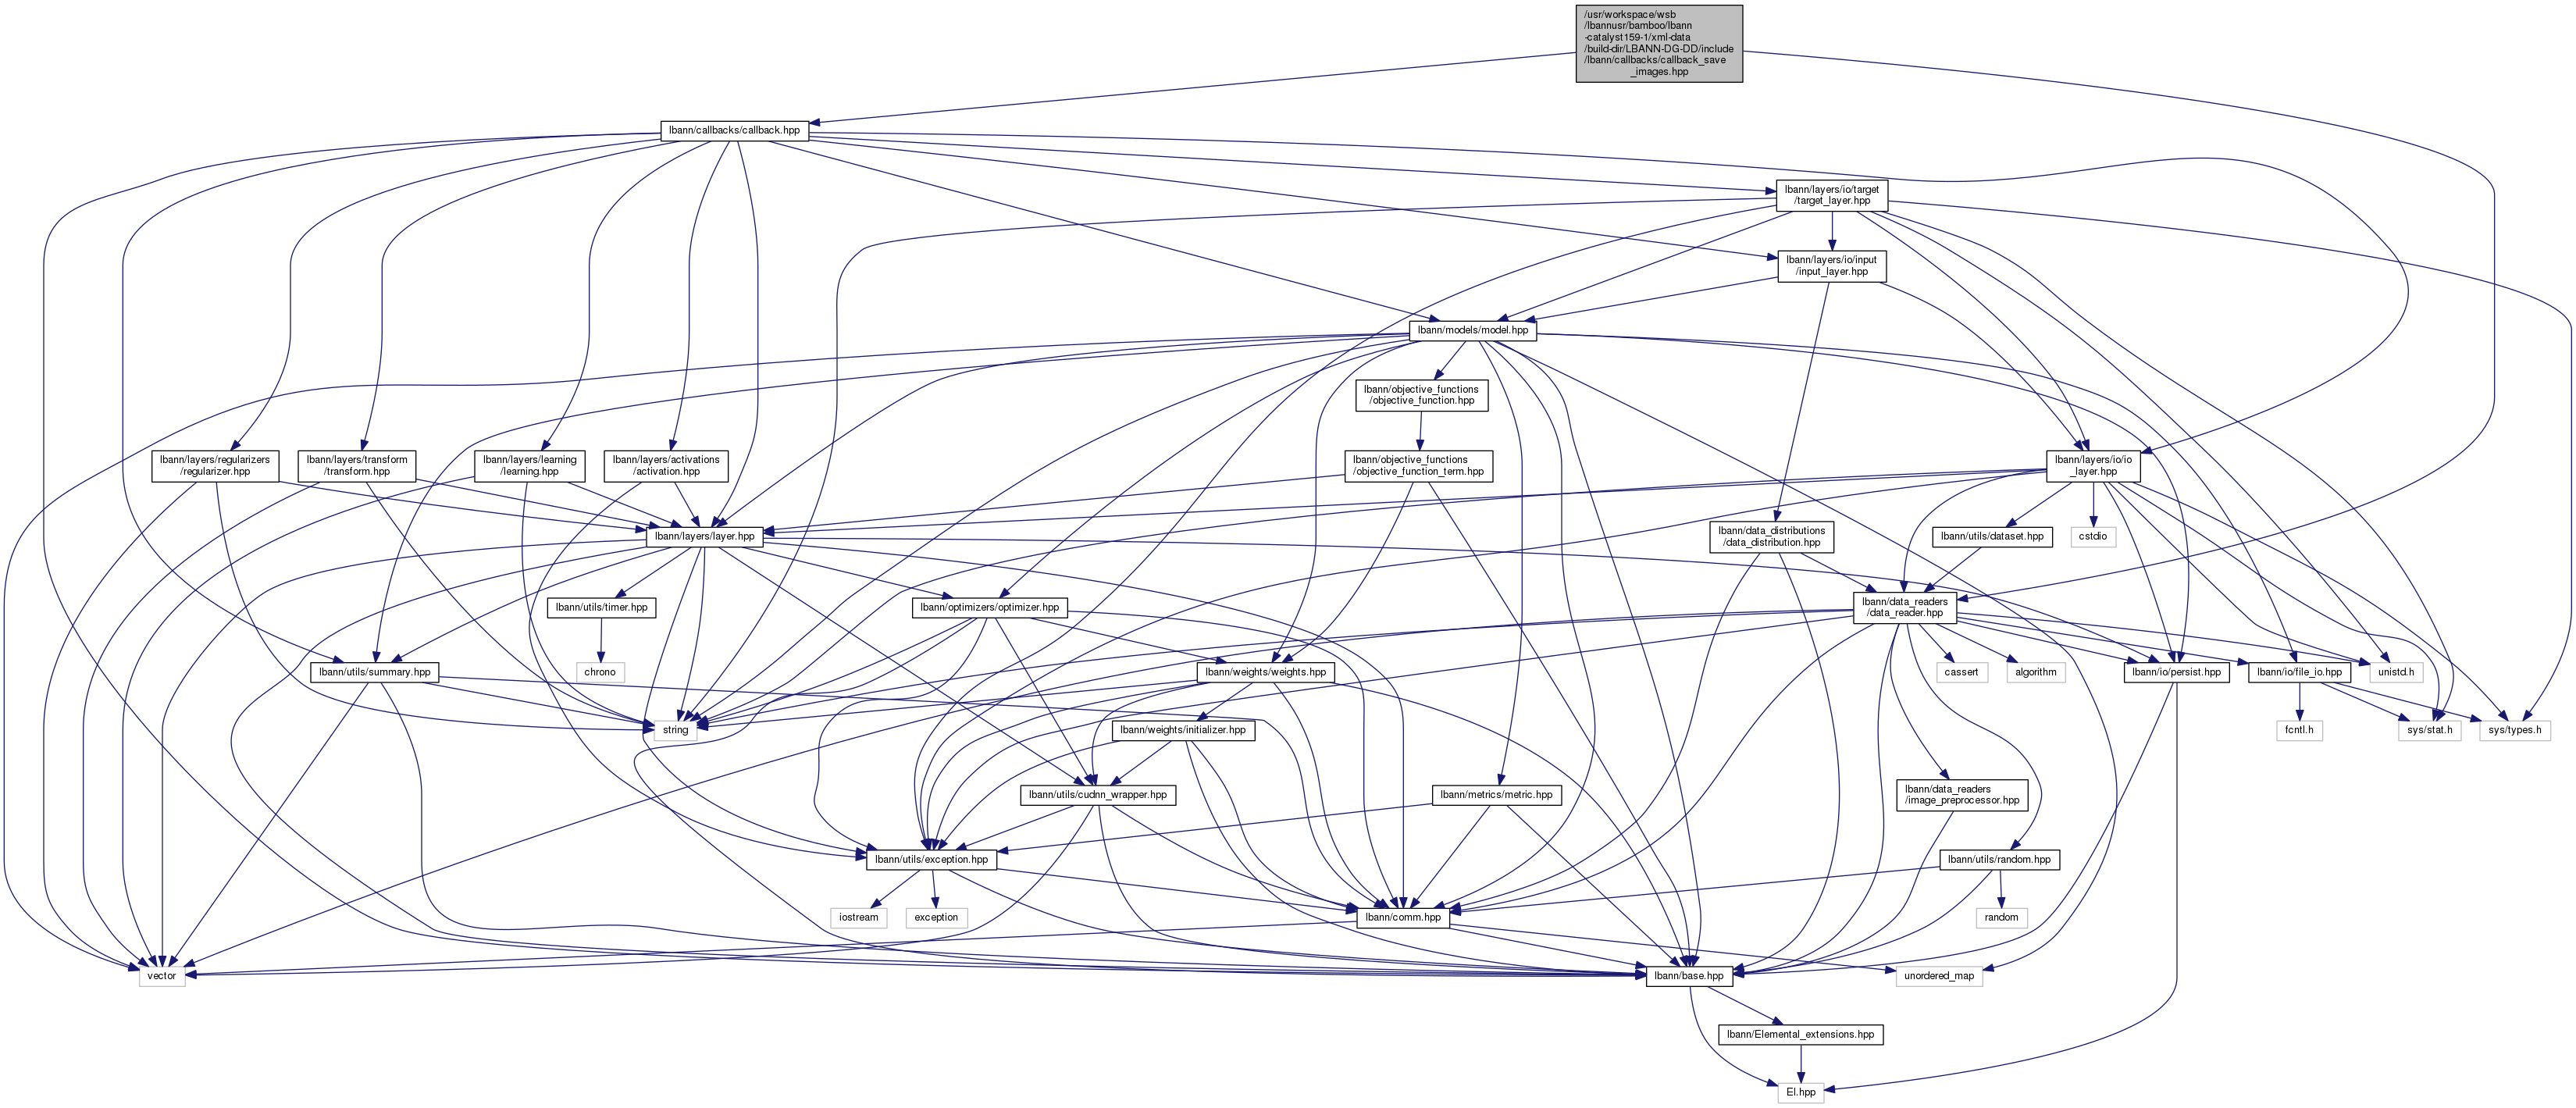 /usr/workspace/wsb
/lbannusr/bamboo/lbann
-catalyst159-1/xml-data
/build-dir/LBANN-DG-DD/include
/lbann/callbacks/callback_save
_images.hpp
lbann/callbacks/callback.hpp
lbann/layers/io/target
/target_layer.hpp
lbann/layers/io/input
/input_layer.hpp
lbann/models/model.hpp
lbann/objective_functions
/objective_function.hpp
lbann/layers/regularizers
/regularizer.hpp
lbann/layers/transform
/transform.hpp
lbann/layers/learning
/learning.hpp
lbann/layers/activations
/activation.hpp
lbann/objective_functions
/objective_function_term.hpp
lbann/layers/io/io
_layer.hpp
lbann/layers/layer.hpp
lbann/data_distributions
/data_distribution.hpp
lbann/utils/dataset.hpp
cstdio
lbann/utils/timer.hpp
lbann/optimizers/optimizer.hpp
lbann/data_readers
/data_reader.hpp
lbann/utils/summary.hpp
chrono
lbann/weights/weights.hpp
cassert
algorithm
lbann/io/persist.hpp
lbann/io/file_io.hpp
unistd.h
string
lbann/weights/initializer.hpp
fcntl.h
sys/stat.h
sys/types.h
lbann/utils/cudnn_wrapper.hpp
lbann/metrics/metric.hpp
lbann/data_readers
/image_preprocessor.hpp
lbann/utils/exception.hpp
lbann/utils/random.hpp
iostream
exception
lbann/comm.hpp
random
vector
lbann/base.hpp
unordered_map
lbann/Elemental_extensions.hpp
El.hpp